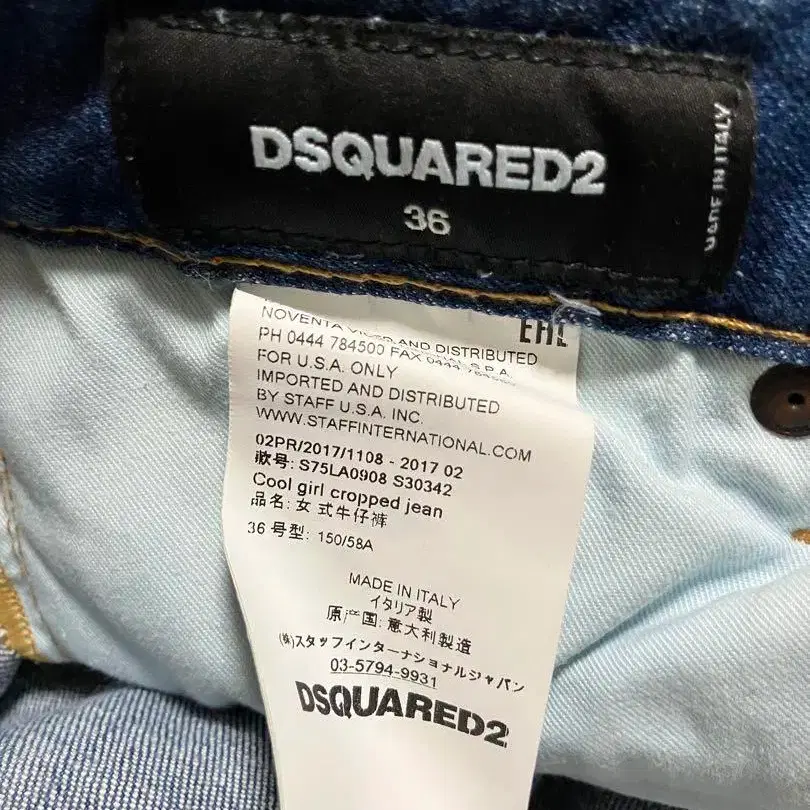 DSQUARED2
36
MADE IN ITALY
EAC
NOVENTA AND DISTRIBUTED
PH 0444 784500 FAX 0444 S.P.A.
FOR U.S.A. ONLY
IMPORTED AND DISTRIBUTED
BY STAFF U.S.A. INC.
WWW.STAFFINTERNATIONAL.COM
02PR/2017/1108 - 2017 02
款号: S75LA0908 S30342
Cool girl cropped jean
品名: 女式牛仔裤
36 号型: 150/58A
MADE IN ITALY
イタリア製
原产国: 意大利製造
(株)スタッフインターナショナルジャパン
03-5794-9931
DSQUARED2